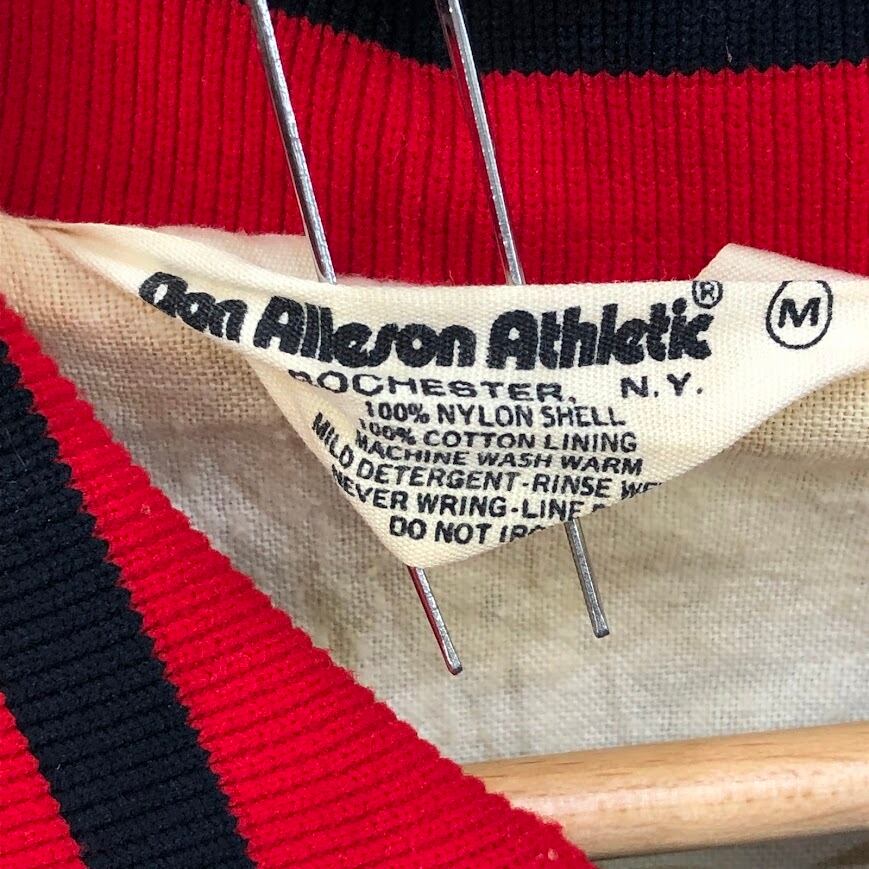 Don Alleson Athletic® M
ROCHESTER, N.Y.
100% NYLON SHELL
100% COTTON LINING
MACHINE WASH WARM
MILD DETERGENT-RINSE
NEVER WRING-LINE
DO NOT